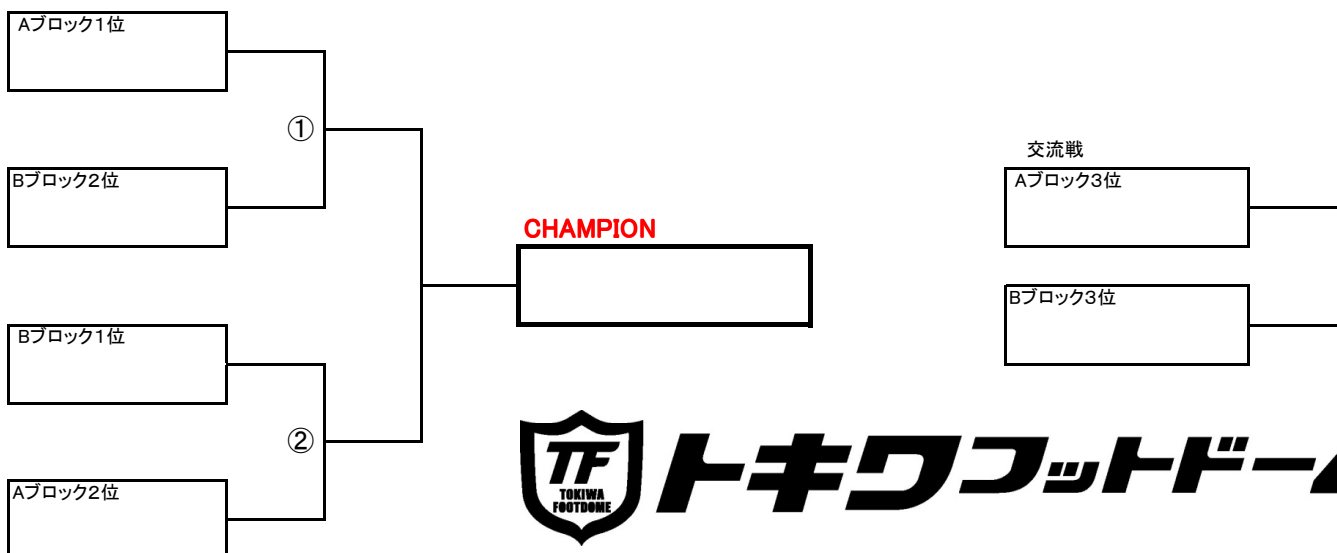 Aブロック1位
①
Bブロック2位
CHAMPION
Bブロック1位
②
Aブロック2位
交流戦
Aブロック3位
Bブロック3位
TF
TOKIWA
FOOTDOME
トキワフットドーム